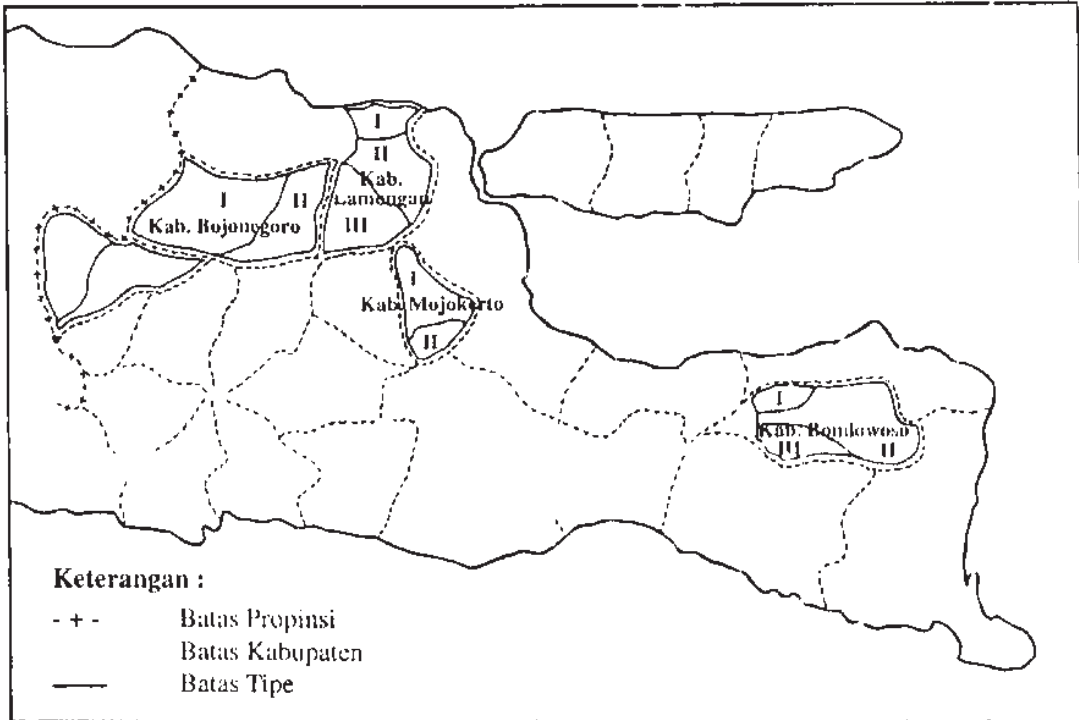 I
II
Kab.
Lamongan
III
I
II
Kab. Bojonegoro
I
Kab. Mojokerto
II
I
Kab. Bondowoso
III
II
Keterangan :
- + - Batas Propinsi
Batas Kabupaten
Batas Tipe